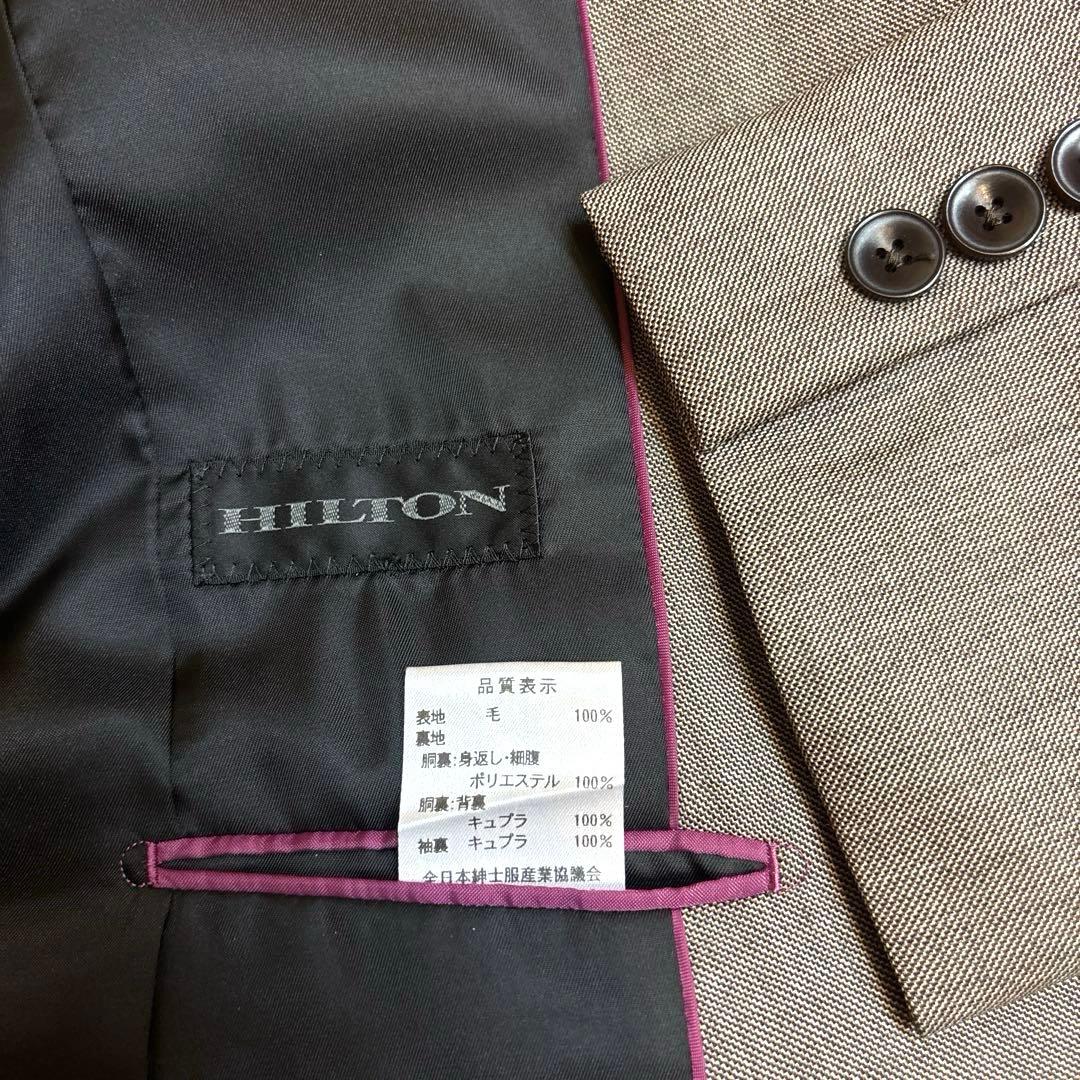 HILTON
品質表示
表地 毛 100%
裏地
胴裏:身返し・細腹
ポリエステル 100%
胴裏:背裏
キュプラ 100%
袖裏 キュプラ 100%
全日本紳士服産業協議会